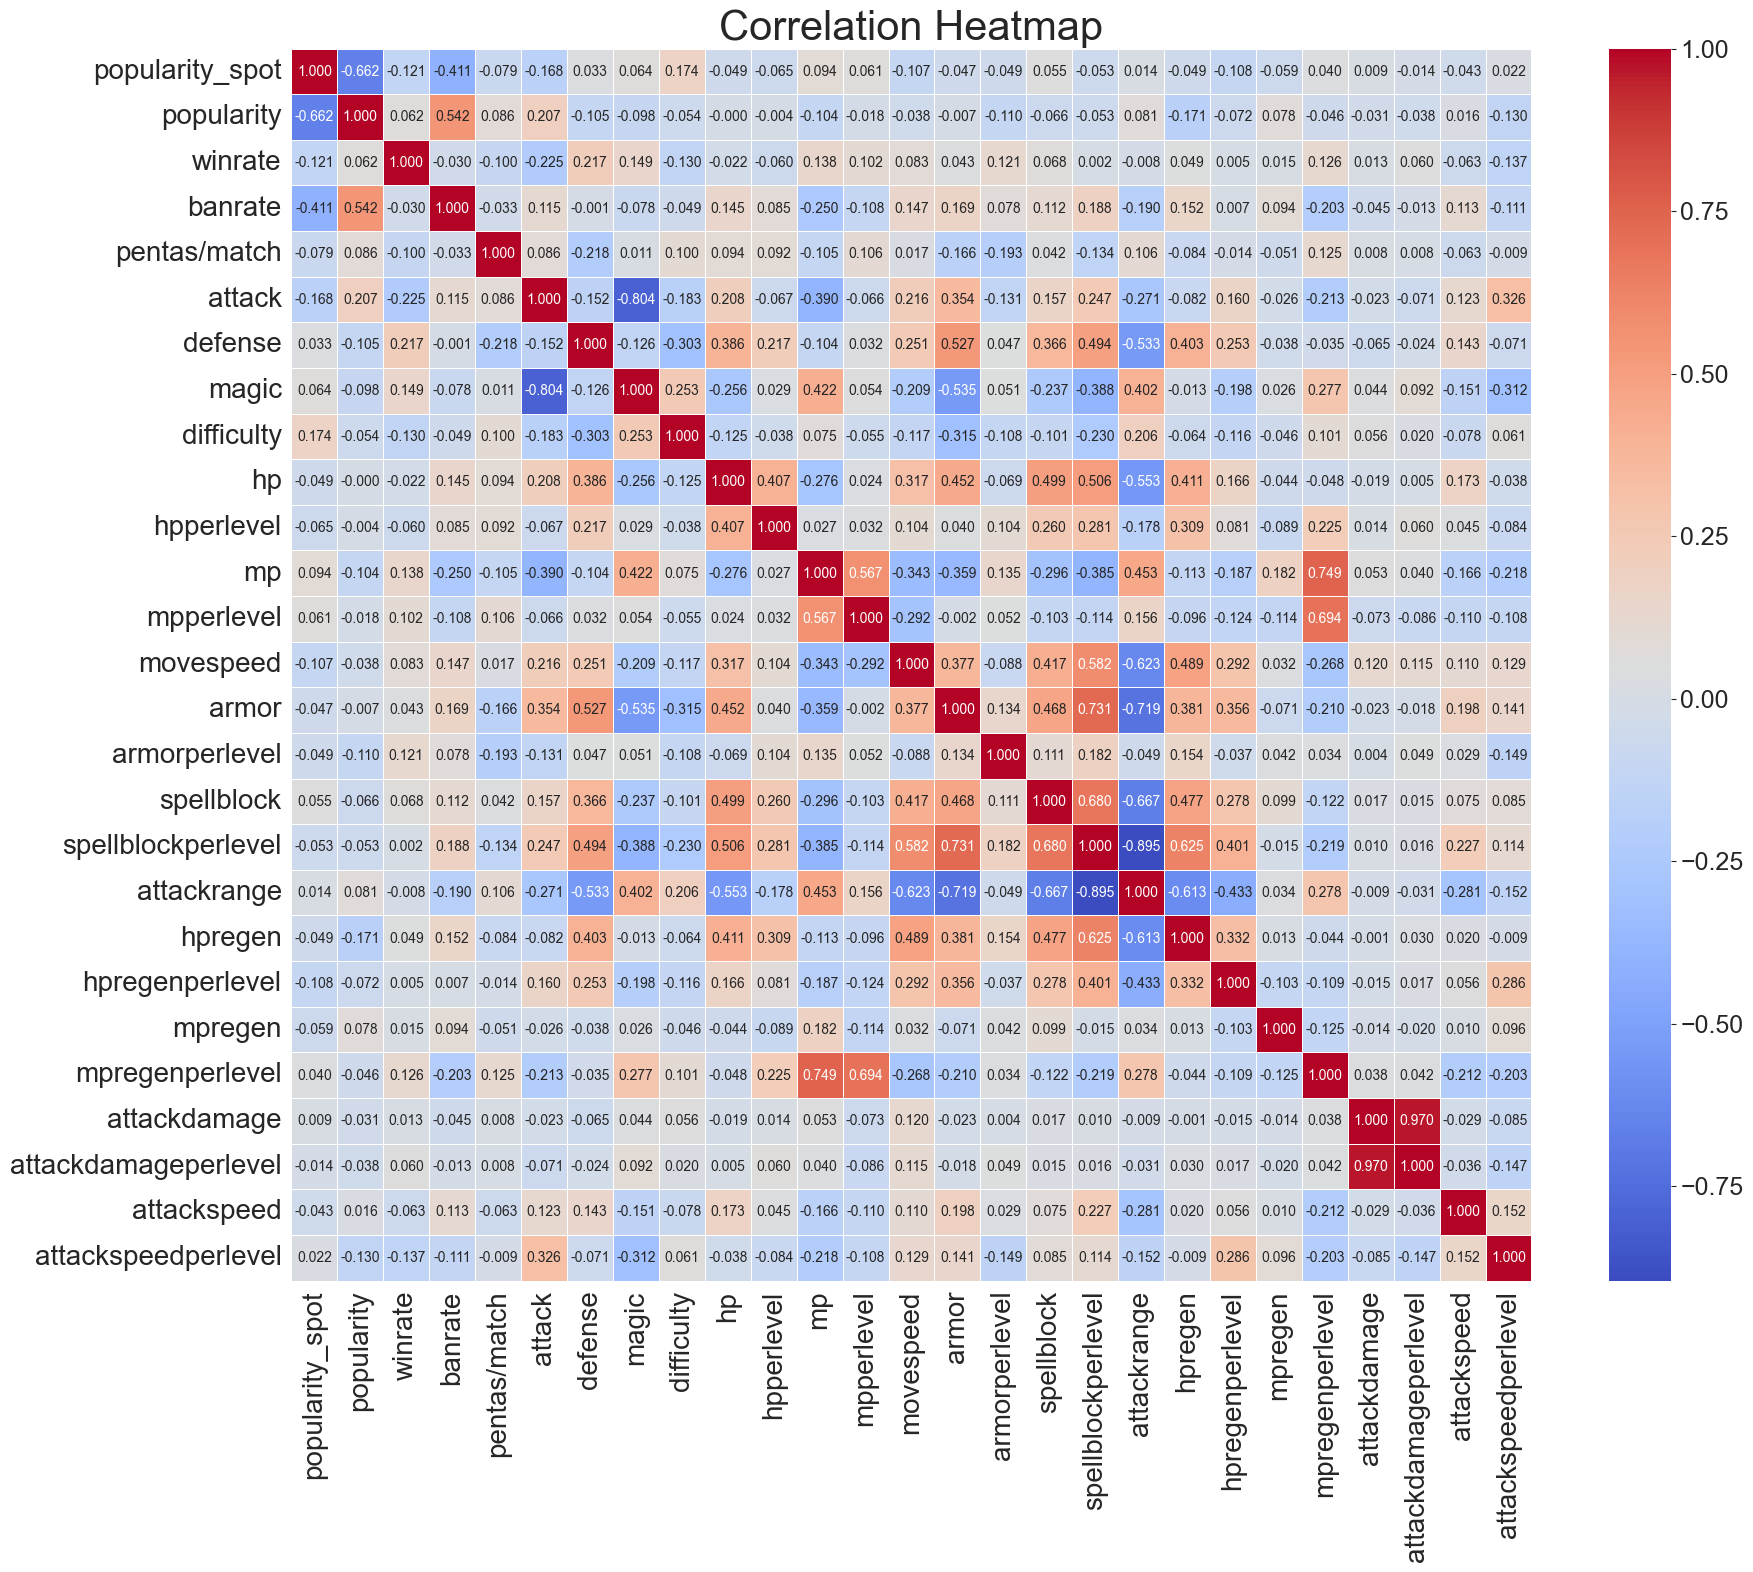 Correlation Heatmap
popularity_spot 1.000 -0.662 -0.121 -0.411 -0.079 -0.168 0.033 0.064 0.174 -0.049 -0.065 0.094 0.061 -0.107 -0.047 -0.049 0.055 -0.053 0.014 -0.049 -0.108 -0.059 0.040 0.009 -0.014 -0.043 0.022
popularity -0.662 1.000 0.062 0.542 0.086 0.207 -0.105 -0.098 -0.054 -0.000 -0.004 -0.104 -0.018 -0.038 -0.007 -0.110 -0.066 -0.053 0.081 -0.171 -0.072 0.078 -0.046 -0.031 -0.038 0.016 -0.130
winrate -0.121 0.062 1.000 -0.030 -0.100 -0.225 0.217 0.149 -0.130 -0.022 -0.060 0.138 0.102 0.083 0.043 0.121 0.068 0.002 -0.008 0.049 0.005 0.015 0.126 0.013 0.060 -0.063 -0.137
banrate -0.411 0.542 -0.030 1.000 -0.033 0.115 -0.001 -0.078 -0.049 0.145 0.085 -0.250 -0.108 0.147 0.169 0.078 0.112 0.188 -0.190 0.152 0.007 0.094 -0.203 -0.045 -0.013 0.113 -0.111
pentas/match -0.079 0.086 -0.100 -0.033 1.000 0.086 -0.218 0.011 0.100 0.094 0.092 -0.105 0.106 0.017 -0.166 -0.193 0.042 -0.134 0.106 -0.084 -0.014 -0.051 0.125 0.008 0.008 -0.063 -0.009
attack -0.168 0.207 -0.225 0.115 0.086 1.000 -0.152 -0.804 -0.183 0.208 -0.067 -0.390 -0.066 0.216 0.354 -0.131 0.157 0.247 -0.271 -0.082 0.160 -0.026 -0.213 -0.023 -0.071 0.123 0.326
defense 0.033 -0.105 0.217 -0.001 -0.218 -0.152 1.000 -0.126 -0.303 0.386 0.217 -0.104 0.032 0.251 0.527 0.047 0.366 0.494 -0.533 0.403 0.253 -0.038 -0.035 -0.065 -0.024 0.143 -0.071
magic 0.064 -0.098 0.149 -0.078 0.011 -0.804 -0.126 1.000 0.253 -0.256 0.029 0.422 0.054 -0.209 -0.535 0.051 -0.237 -0.388 0.402 -0.013 -0.198 0.026 0.277 0.044 0.092 -0.151 -0.312
difficulty 0.174 -0.054 -0.130 -0.049 0.100 -0.183 -0.303 0.253 1.000 -0.125 -0.038 0.075 -0.055 -0.117 -0.315 -0.108 -0.101 -0.230 0.206 -0.064 -0.116 -0.046 0.101 0.056 0.020 -0.078 0.061
hp -0.049 -0.000 -0.022 0.145 0.094 0.208 0.386 -0.256 -0.125 1.000 0.407 -0.276 0.024 0.317 0.452 -0.069 0.499 0.506 -0.553 0.411 0.166 -0.044 -0.048 -0.019 0.005 0.173 -0.038
hpperlevel -0.065 -0.004 -0.060 0.085 0.092 -0.067 0.217 0.029 -0.038 0.407 1.000 0.027 0.032 0.104 0.040 0.104 0.260 0.281 -0.178 0.309 0.081 -0.089 0.225 0.014 0.060 0.045 -0.084
mp 0.094 -0.104 0.138 -0.250 -0.105 -0.390 -0.104 0.422 0.075 -0.276 0.027 1.000 0.567 -0.343 -0.359 0.135 -0.296 -0.385 0.453 -0.113 -0.187 0.182 0.749 0.053 0.040 -0.166 -0.218
mpperlevel 0.061 -0.018 0.102 -0.108 0.106 -0.066 0.032 0.054 -0.055 0.024 0.032 0.567 1.000 -0.292 -0.002 0.052 -0.103 -0.114 0.156 -0.096 -0.124 -0.114 0.694 -0.073 -0.086 -0.110 -0.108
movespeed -0.107 -0.038 0.083 0.147 0.017 0.216 0.251 -0.209 -0.117 0.317 0.104 -0.343 -0.292 1.000 0.377 -0.088 0.417 0.582 -0.623 0.489 0.292 0.032 -0.268 0.120 0.115 0.110 0.129
armor -0.047 -0.007 0.043 0.169 -0.166 0.354 0.527 -0.535 -0.315 0.452 0.040 -0.359 -0.002 0.377 1.000 0.134 0.468 0.731 -0.719 0.381 0.356 -0.071 -0.210 -0.023 -0.018 0.198 0.141
armorperlevel -0.049 -0.110 0.121 0.078 -0.193 -0.131 0.047 0.051 -0.108 -0.069 0.104 0.135 0.052 -0.088 0.134 1.000 0.111 0.182 -0.049 0.154 -0.037 0.042 0.034 0.004 0.049 0.029 -0.149
spellblock 0.055 -0.066 0.068 0.112 0.042 0.157 0.366 -0.237 -0.101 0.499 0.260 -0.296 -0.103 0.417 0.468 0.111 1.000 0.680 -0.667 0.477 0.278 0.099 -0.122 0.017 0.015 0.075 0.085
spellblockperlevel -0.053 -0.053 0.002 0.188 -0.134 0.247 0.494 -0.388 -0.230 0.506 0.281 -0.385 -0.114 0.582 0.731 0.182 0.680 1.000 -0.895 0.625 0.401 -0.015 -0.219 0.010 0.016 0.227 0.114
attackrange 0.014 0.081 -0.008 -0.190 0.106 -0.271 -0.533 0.402 0.206 -0.553 -0.178 0.453 0.156 -0.623 -0.719 -0.049 -0.667 -0.895 1.000 -0.613 -0.433 0.034 0.278 -0.009 -0.031 -0.281 -0.152
hpregen -0.049 -0.171 0.049 0.152 -0.084 -0.082 0.403 -0.013 -0.064 0.411 0.309 -0.113 -0.096 0.489 0.381 0.154 0.477 0.625 -0.613 1.000 0.332 0.013 -0.044 -0.001 0.030 0.020 -0.009
hpregenperlevel -0.108 -0.072 0.005 0.007 -0.014 0.160 0.253 -0.198 -0.116 0.166 0.081 -0.187 -0.124 0.292 0.356 -0.037 0.278 0.401 -0.433 0.332 1.000 -0.103 -0.109 -0.015 0.017 0.056 0.286
mpregen -0.059 0.078 0.015 0.094 -0.051 -0.026 -0.038 0.026 -0.046 -0.044 -0.089 0.182 -0.114 0.032 -0.071 0.042 0.099 -0.015 0.034 0.013 -0.103 1.000 -0.125 -0.014 -0.020 0.010 0.096
mpregenperlevel 0.040 -0.046 0.126 -0.203 0.125 -0.213 -0.035 0.277 0.101 -0.048 0.225 0.749 0.694 -0.268 -0.210 0.034 -0.122 -0.219 0.278 -0.044 -0.109 -0.125 1.000 0.038 0.042 -0.212 -0.203
attackdamage 0.009 -0.031 0.013 -0.045 0.008 -0.023 -0.065 0.044 0.056 -0.019 0.014 0.053 -0.073 0.120 -0.023 0.004 0.017 0.010 -0.009 -0.001 -0.015 -0.014 0.038 1.000 0.970 -0.029 -0.085
attackdamageperlevel -0.014 -0.038 0.060 -0.013 0.008 -0.071 -0.024 0.092 0.020 0.005 0.060 0.040 -0.086 0.115 -0.018 0.049 0.015 0.016 -0.031 0.030 0.017 -0.020 0.042 0.970 1.000 -0.036 -0.147
attackspeed -0.043 0.016 -0.063 0.113 -0.063 0.123 0.143 -0.151 -0.078 0.173 0.045 -0.166 -0.110 0.110 0.198 0.029 0.075 0.227 -0.281 0.020 0.056 0.010 -0.212 -0.029 -0.036 1.000 0.152
attackspeedperlevel 0.022 -0.130 -0.137 -0.111 -0.009 0.326 -0.071 -0.312 0.061 -0.038 -0.084 -0.218 -0.108 0.129 0.141 -0.149 0.085 0.114 -0.152 -0.009 0.286 0.096 -0.203 -0.085 -0.147 0.152 1.000
popularity_spot
popularity
winrate
banrate
pentas/match
attack
defense
magic
difficulty
hp
hpperlevel
mp
mpperlevel
movespeed
armor
armorperlevel
spellblock
spellblockperlevel
attackrange
hpregen
hpregenperlevel
mpregen
mpregenperlevel
attackdamage
attackdamageperlevel
attackspeed
attackspeedperlevel
1.00
0.75
0.50
0.25
0.00
−0.25
−0.50
−0.75